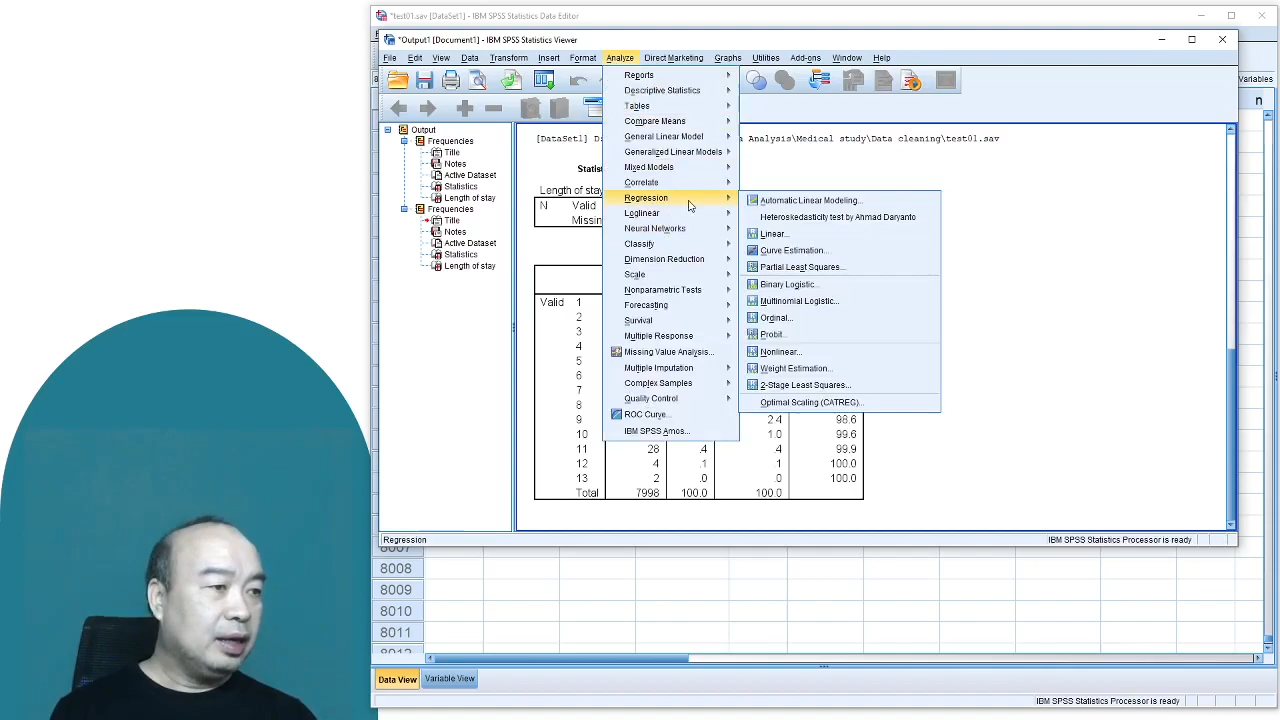 *test01.sav [DataSet1] - IBM SPSS Statistics Data Editor
*Output1 [Document1] - IBM SPSS Statistics Viewer
File Edit View Data Transform Insert Format Analyze Direct Marketing Graphs Utilities Add-ons Window Help
Variables
n
Output
Frequencies
Title
Notes
Active Dataset
Statistics
Length of stay
Frequencies
Title
Notes
Active Dataset
Statistics
Length of stay
[DataSet1] D
a Analysis\Medical study\Data cleaning\test01.sav
Statis
Length of stay
N Valid
Missin
Reports
Descriptive Statistics
Tables
Compare Means
General Linear Model
Generalized Linear Models
Mixed Models
Correlate
Regression
Loglinear
Neural Networks
Classify
Dimension Reduction
Scale
Nonparametric Tests
Forecasting
Survival
Multiple Response
Missing Value Analysis...
Multiple Imputation
Complex Samples
Quality Control
ROC Curve...
IBM SPSS Amos...
Automatic Linear Modeling...
Heteroskedasticity test by Ahmad Daryanto
Linear...
Curve Estimation...
Partial Least Squares...
Binary Logistic...
Multinomial Logistic...
Ordinal...
Probit...
Nonlinear...
Weight Estimation...
2-Stage Least Squares...
Optimal Scaling (CATREG)...
Valid 1
2
3
4
5
6
7
8
9 2.4 98.6
10 1.0 99.6
11 28 .4 .4 99.9
12 4 .1 .1 100.0
13 2 .0 .0 100.0
Total 7998 100.0 100.0
Regression
IBM SPSS Statistics Processor is ready
8007
8008
8009
8010
8011
8012
Data View Variable View
IBM SPSS Statistics Processor is ready